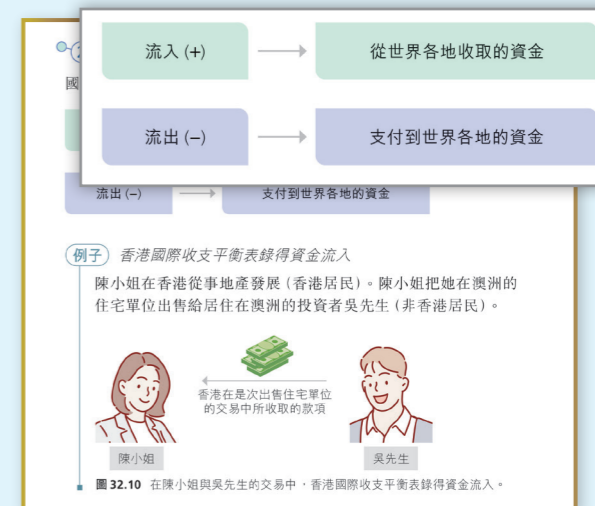 流入 (+) 從世界各地收取的資金
國
流出 (−) 支付到世界各地的資金
流出 (−) 支付到世界各地的資金
例子 香港國際收支平衡表錄得資金流入
陳小姐在香港從事地產發展 (香港居民)。陳小姐把她在澳洲的
住宅單位出售給居住在澳洲的投資者吳先生 (非香港居民)。
香港在是次出售住宅單位
的交易中所收取的款項
陳小姐 吳先生
圖 32.10 在陳小姐與吳先生的交易中，香港國際收支平衡表錄得資金流入。